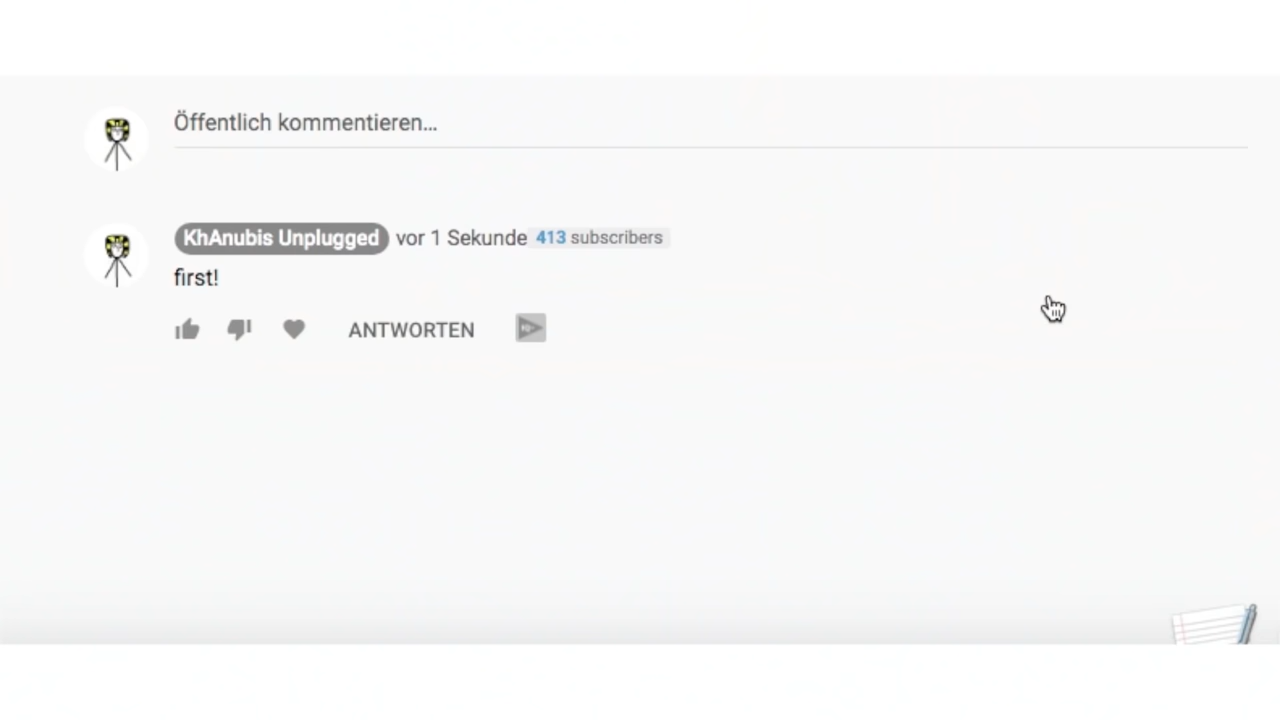 Öffentlich kommentieren...
KhAnubis Unplugged vor 1 Sekunde 413 subscribers
first!
ANTWORTEN